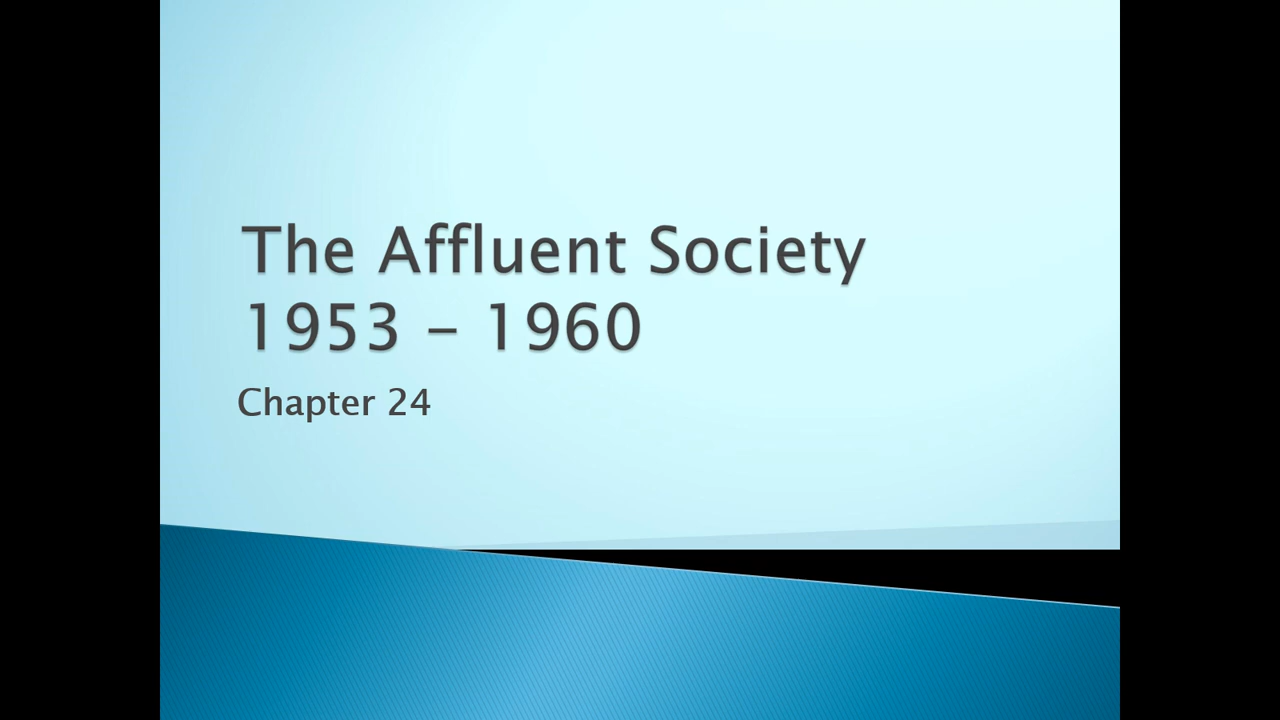 The Affluent Society
1953 – 1960
Chapter 24